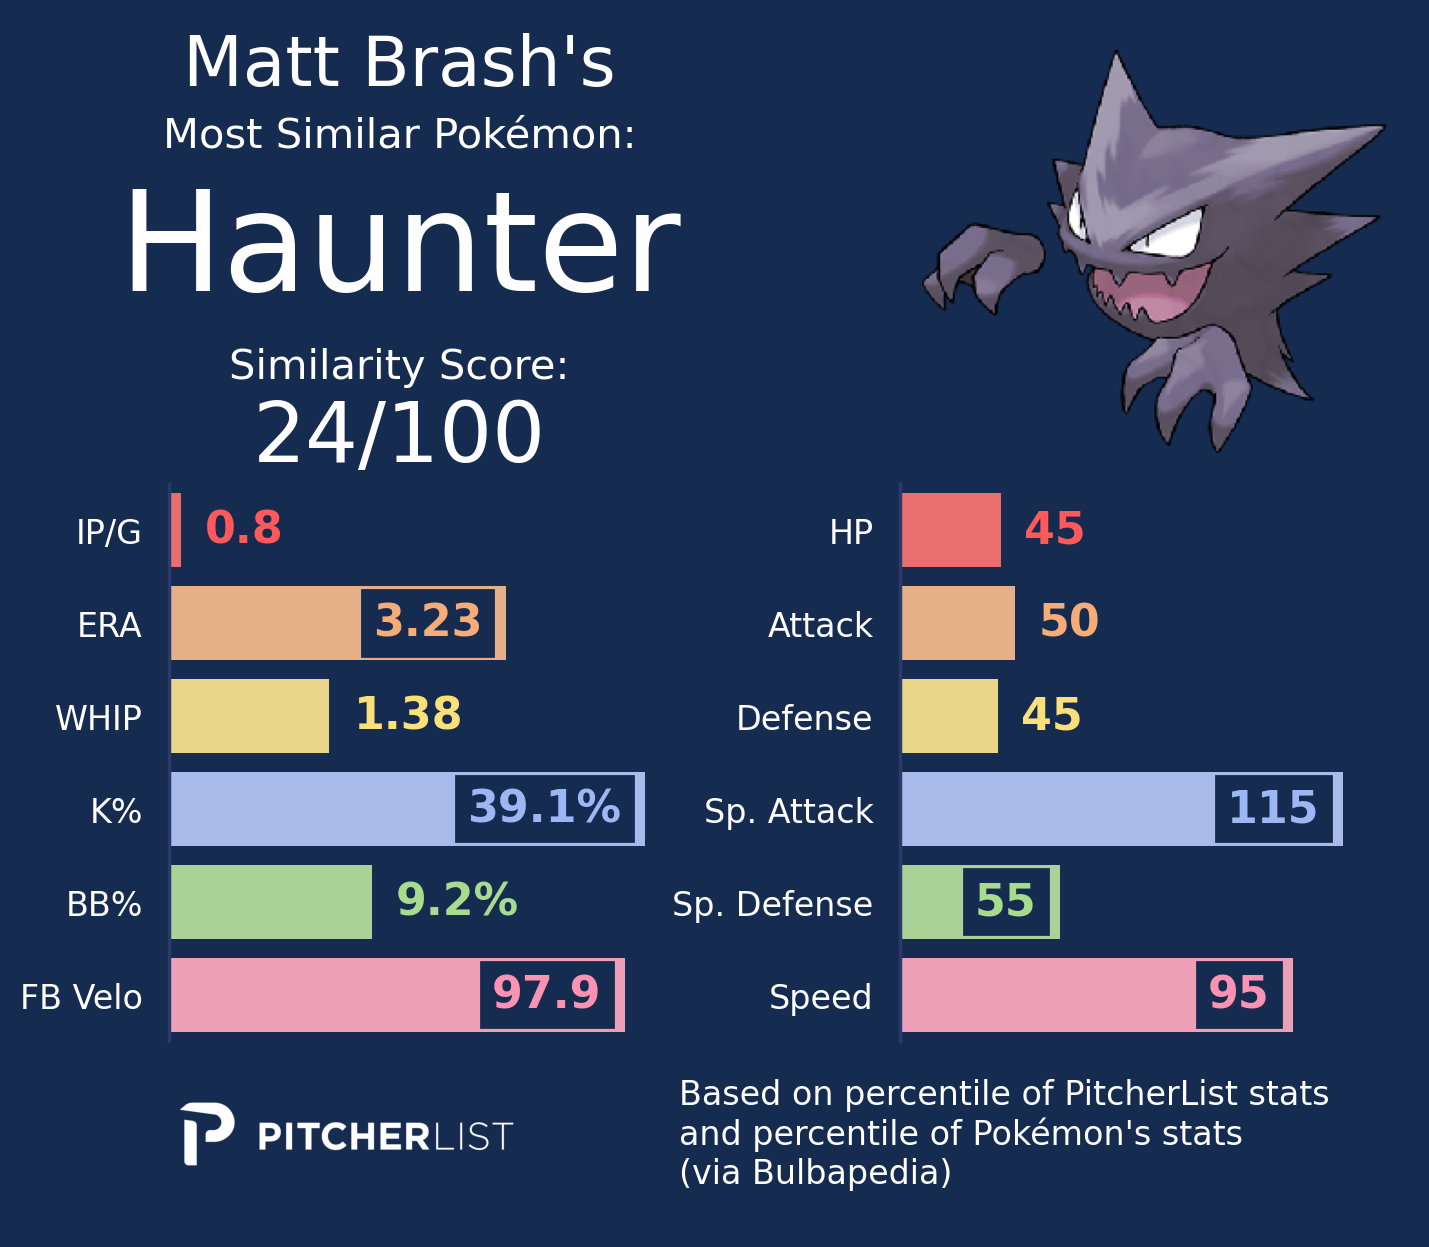 Matt Brash's
Most Similar Pokémon:
Haunter
Similarity Score:
24/100
IP/G 0.8
ERA 3.23
WHIP 1.38
K% 39.1%
BB% 9.2%
FB Velo 97.9
HP 45
Attack 50
Defense 45
Sp. Attack 115
Sp. Defense 55
Speed 95
PITCHERLIST
Based on percentile of PitcherList stats
and percentile of Pokémon's stats
(via Bulbapedia)